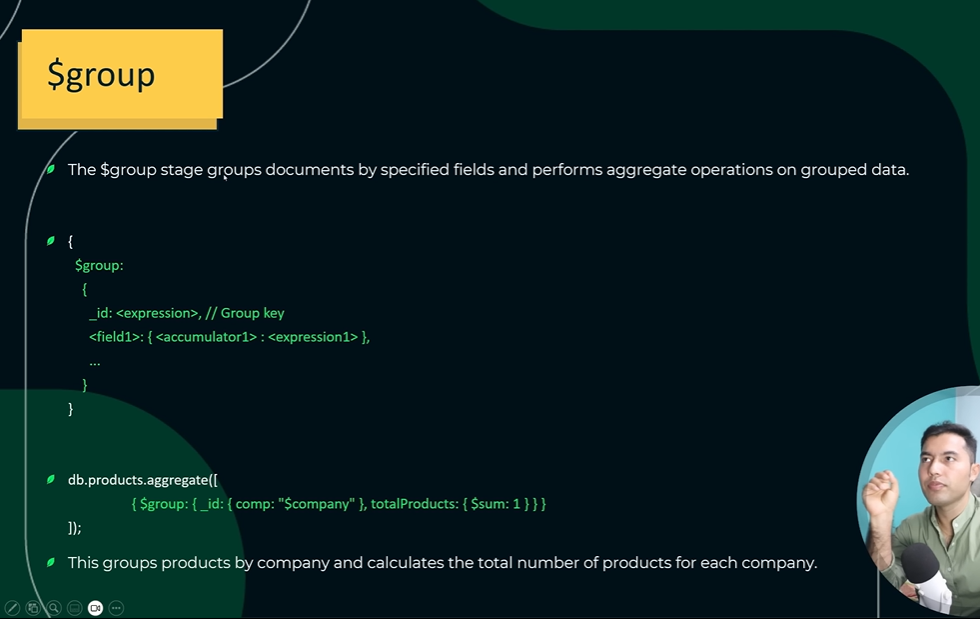 $group
The $group stage groups documents by specified fields and performs aggregate operations on grouped data.
{
$group:
{
_id: <expression>, // Group key
<field1>: { <accumulator1> : <expression1> },
...
}
}
db.products.aggregate([
{ $group: { _id: { comp: "$company" }, totalProducts: { $sum: 1 } } }
]);
This groups products by company and calculates the total number of products for each company.